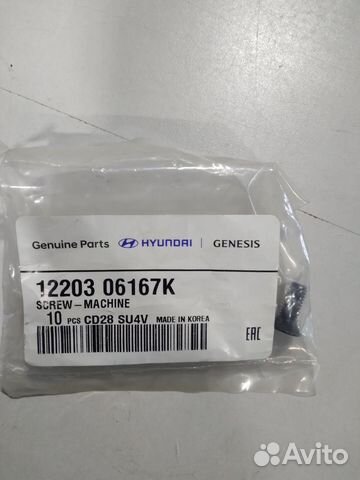 Genuine Parts HYUNDAI GENESIS
12203 06167K
SCREW-MACHINE
10 PCS CD28 SU4V MADE IN KOREA
EAC
Avito